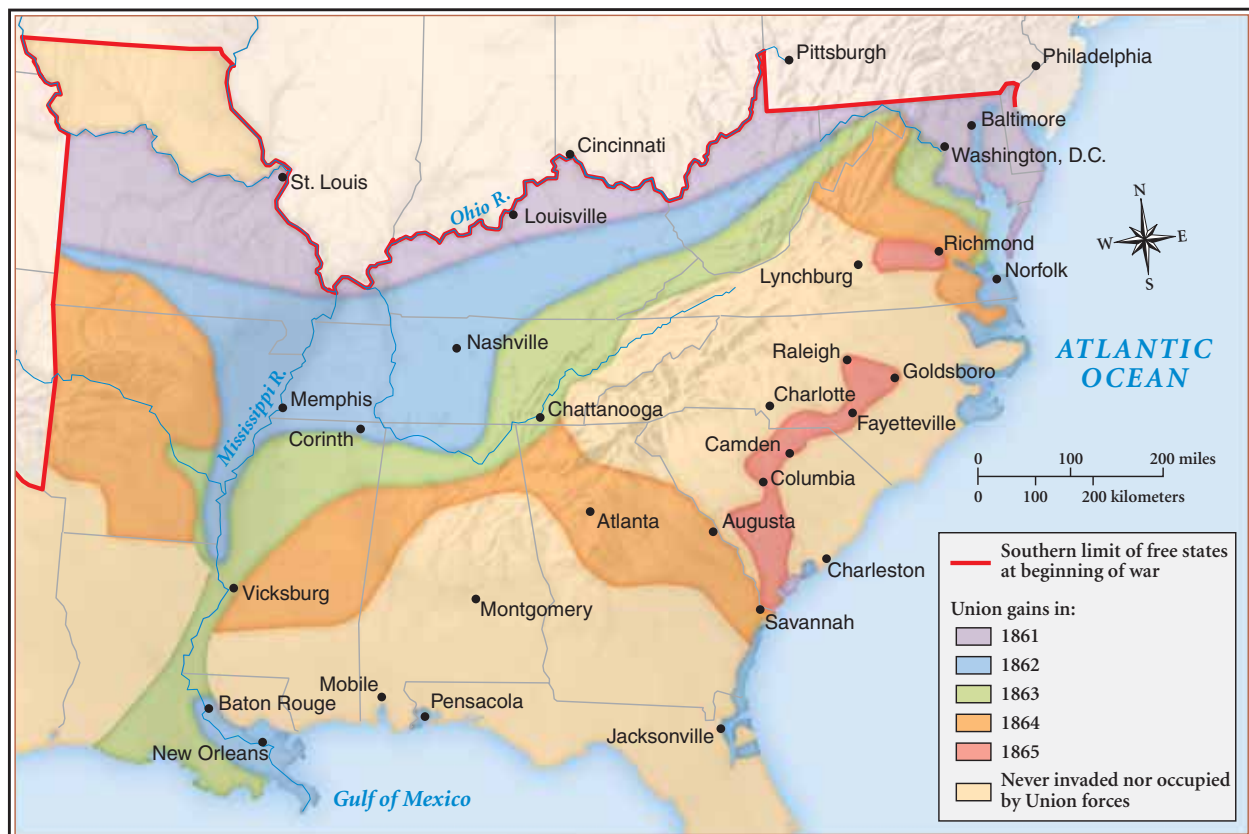 Pittsburgh
Philadelphia
Baltimore
Washington, D.C.
Cincinnati
St. Louis
Ohio R.
Louisville
N
W
E
S
Richmond
Lynchburg
Norfolk
Nashville
Raleigh
Goldsboro
ATLANTIC
OCEAN
Mississippi R.
Memphis
Chattanooga
Charlotte
Fayetteville
Corinth
Camden
Columbia
0 100 200 miles
0 100 200 kilometers
Atlanta
Augusta
Charleston
Vicksburg
Montgomery
Savannah
Mobile
Pensacola
Baton Rouge
New Orleans
Jacksonville
Gulf of Mexico
Southern limit of free states
at beginning of war
Union gains in:
1861
1862
1863
1864
1865
Never invaded nor occupied
by Union forces